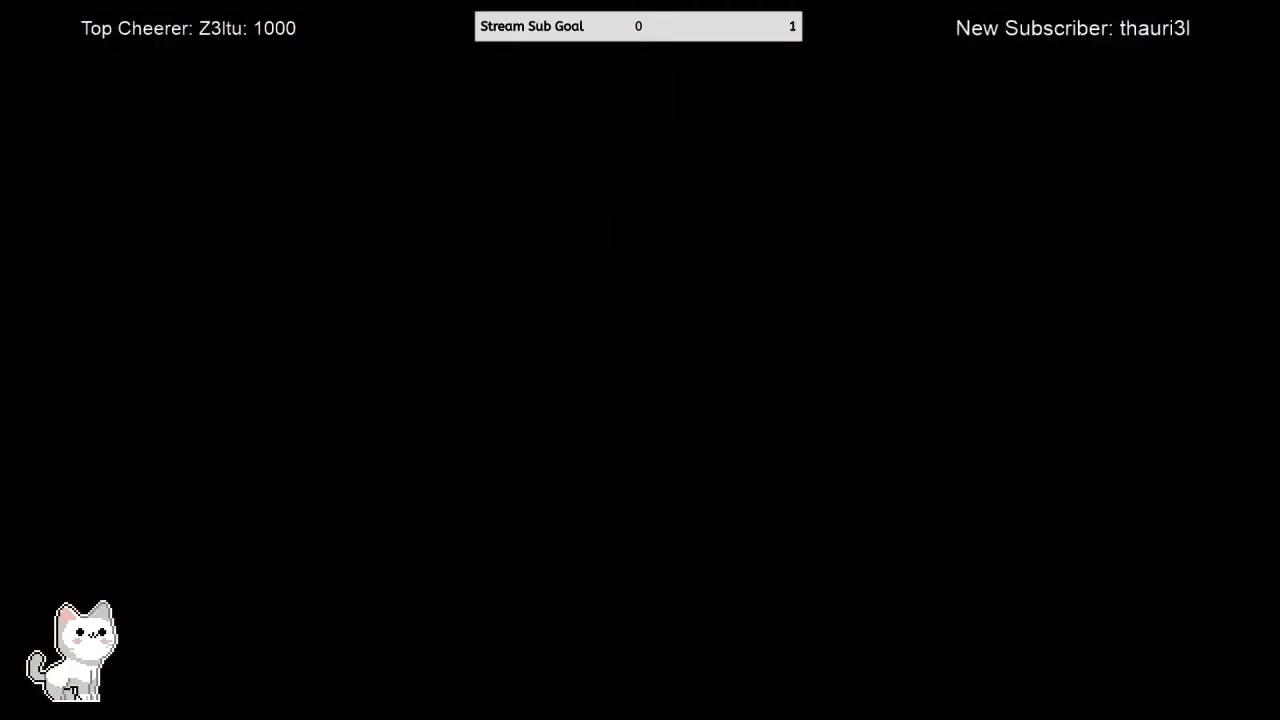 Top Cheerer: Z3ltu: 1000
Stream Sub Goal 0 1
New Subscriber: thauri3l